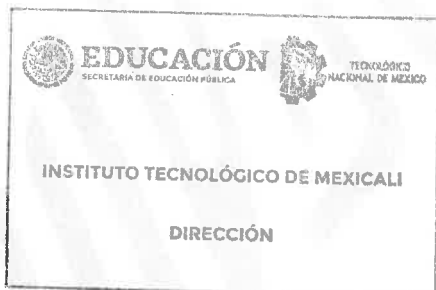 EDUCACIÓN
SECRETARÍA DE EDUCACIÓN PÚBLICA
TECNOLÓGICO
NACIONAL DE MÉXICO
INSTITUTO TECNOLÓGICO DE MEXICALI
DIRECCIÓN